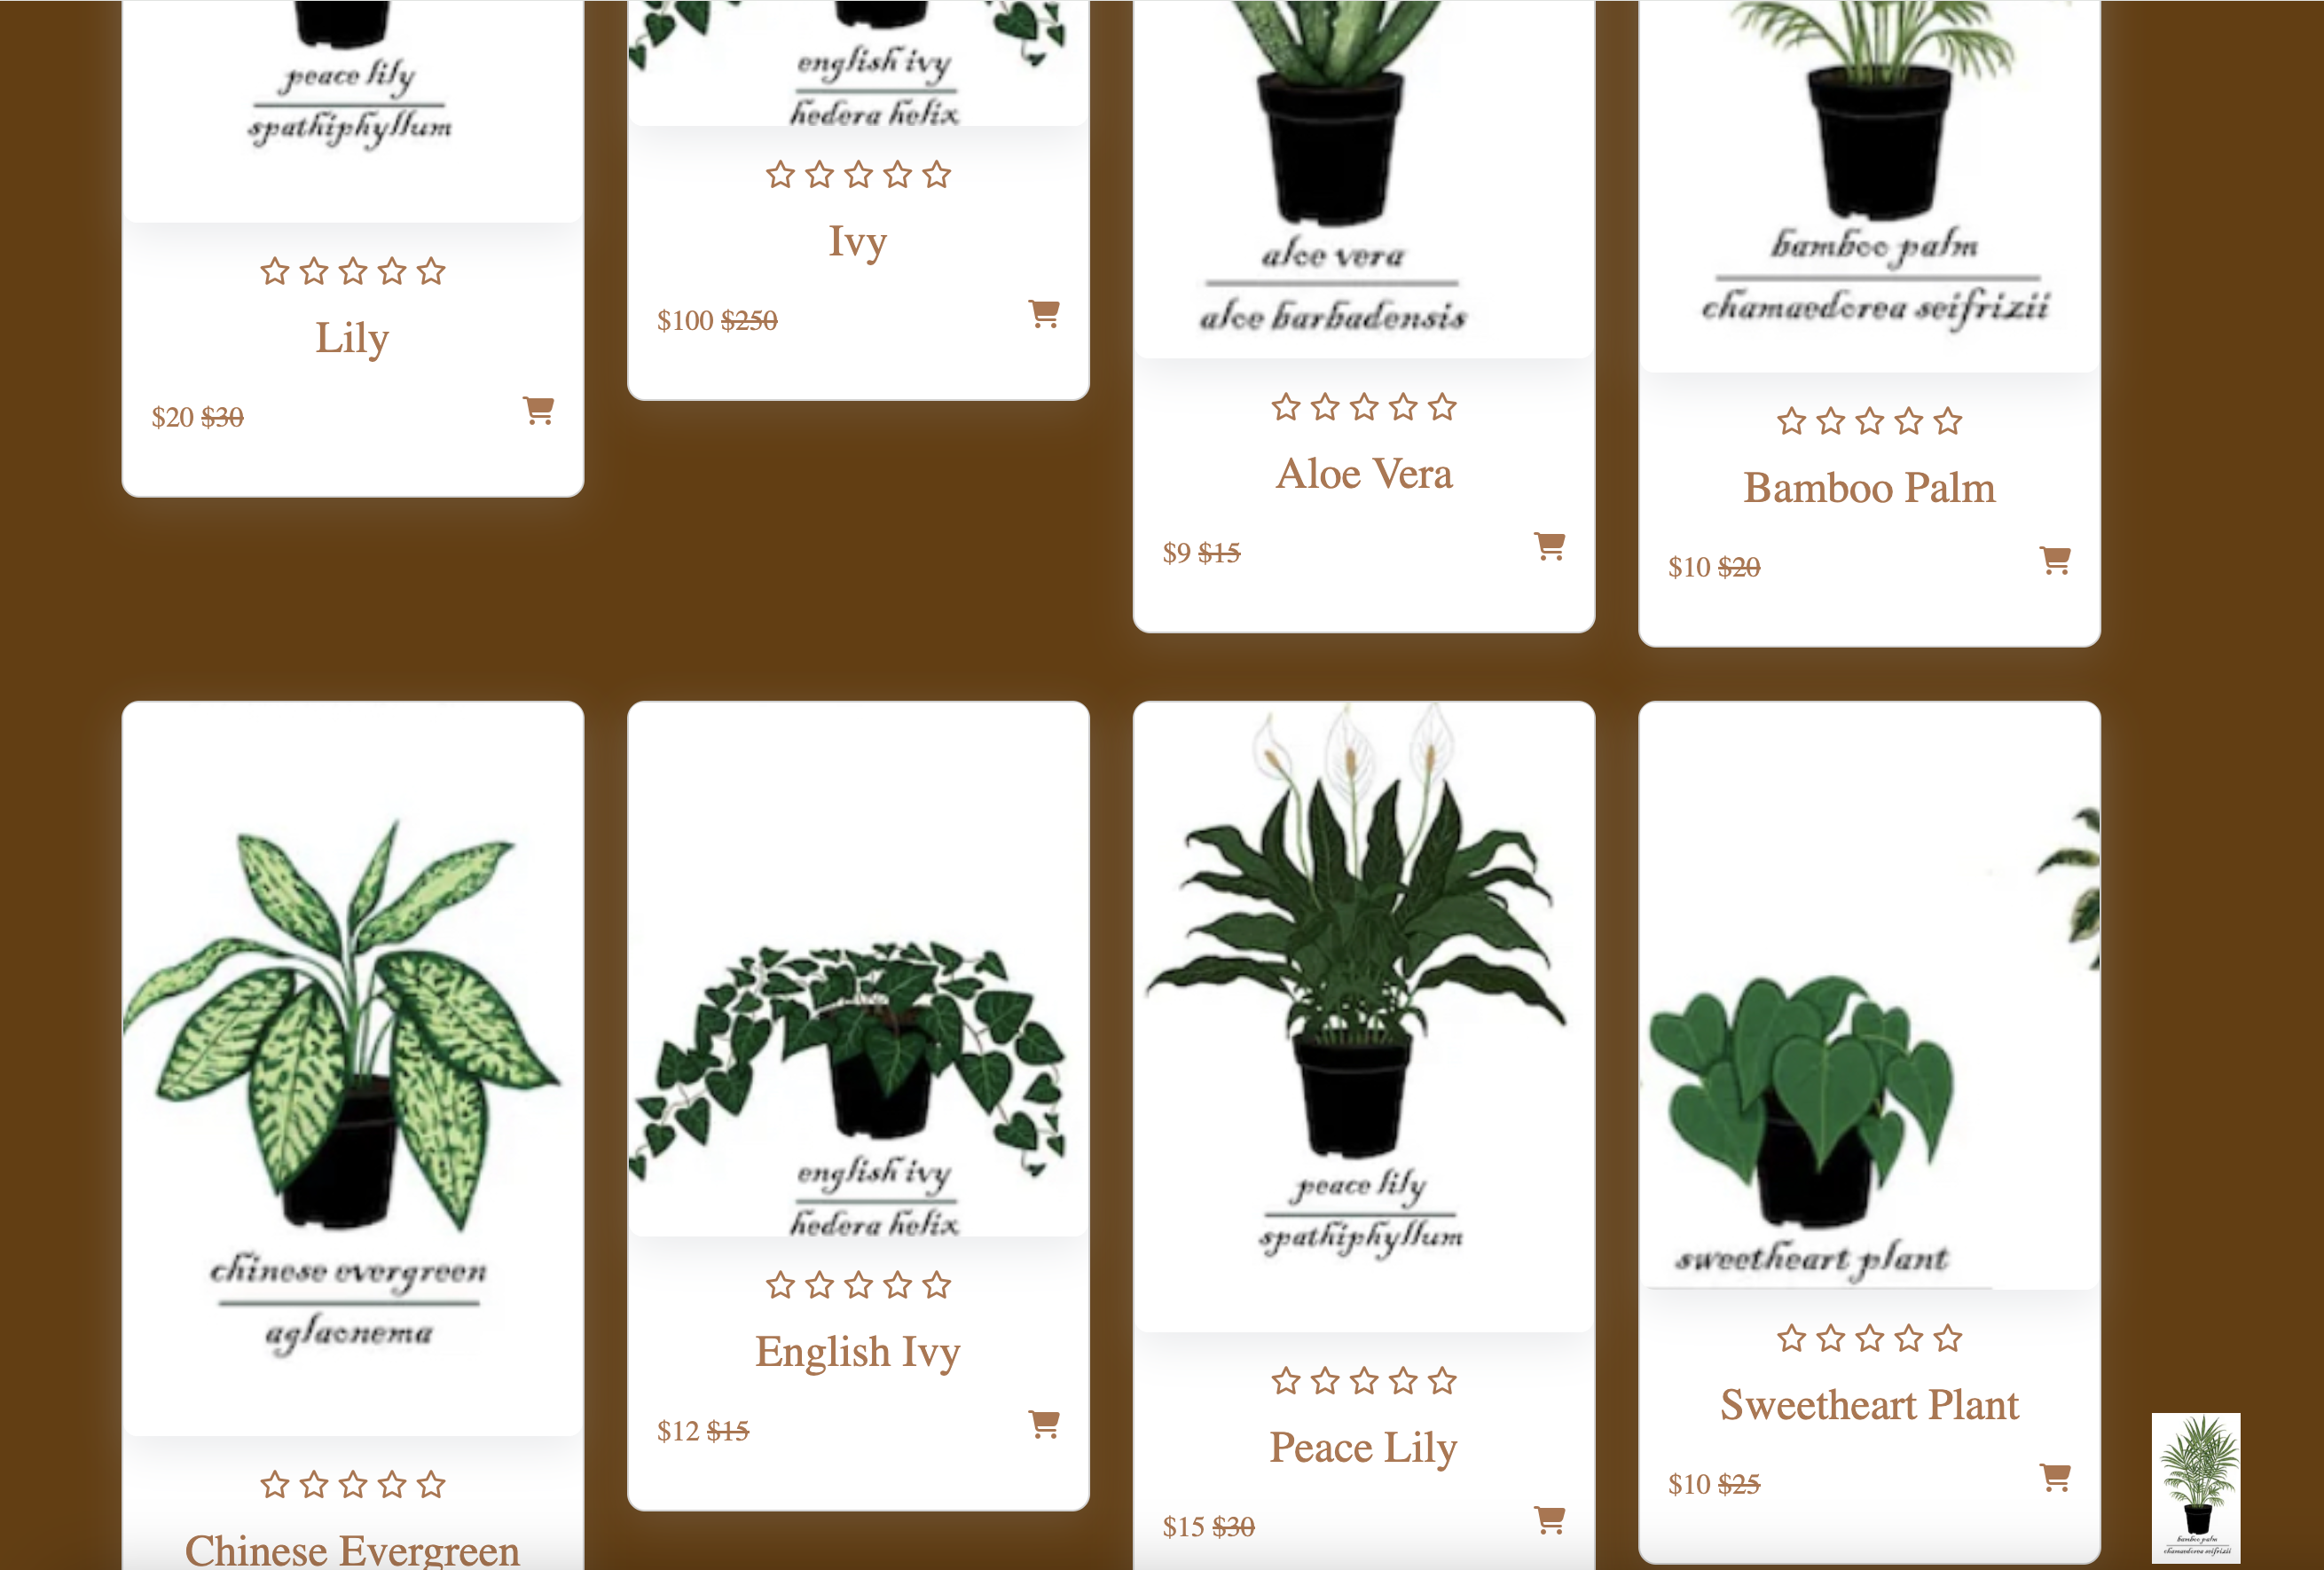 peace lily
spathiphyllum
Lily
$20 $30
english ivy
hedera helix
Ivy
$100 $250
aloe vera
aloe barbadensis
Aloe Vera
$9 $15
bamboo palm
chamaedorea seifrizii
Bamboo Palm
$10 $20
chinese evergreen
aglaonema
Chinese Evergreen
english ivy
hedera helix
English Ivy
$12 $15
peace lily
spathiphyllum
Peace Lily
$15 $30
sweetheart plant
Sweetheart Plant
$10 $25
bamboo palm
chamaedorea seifrizii